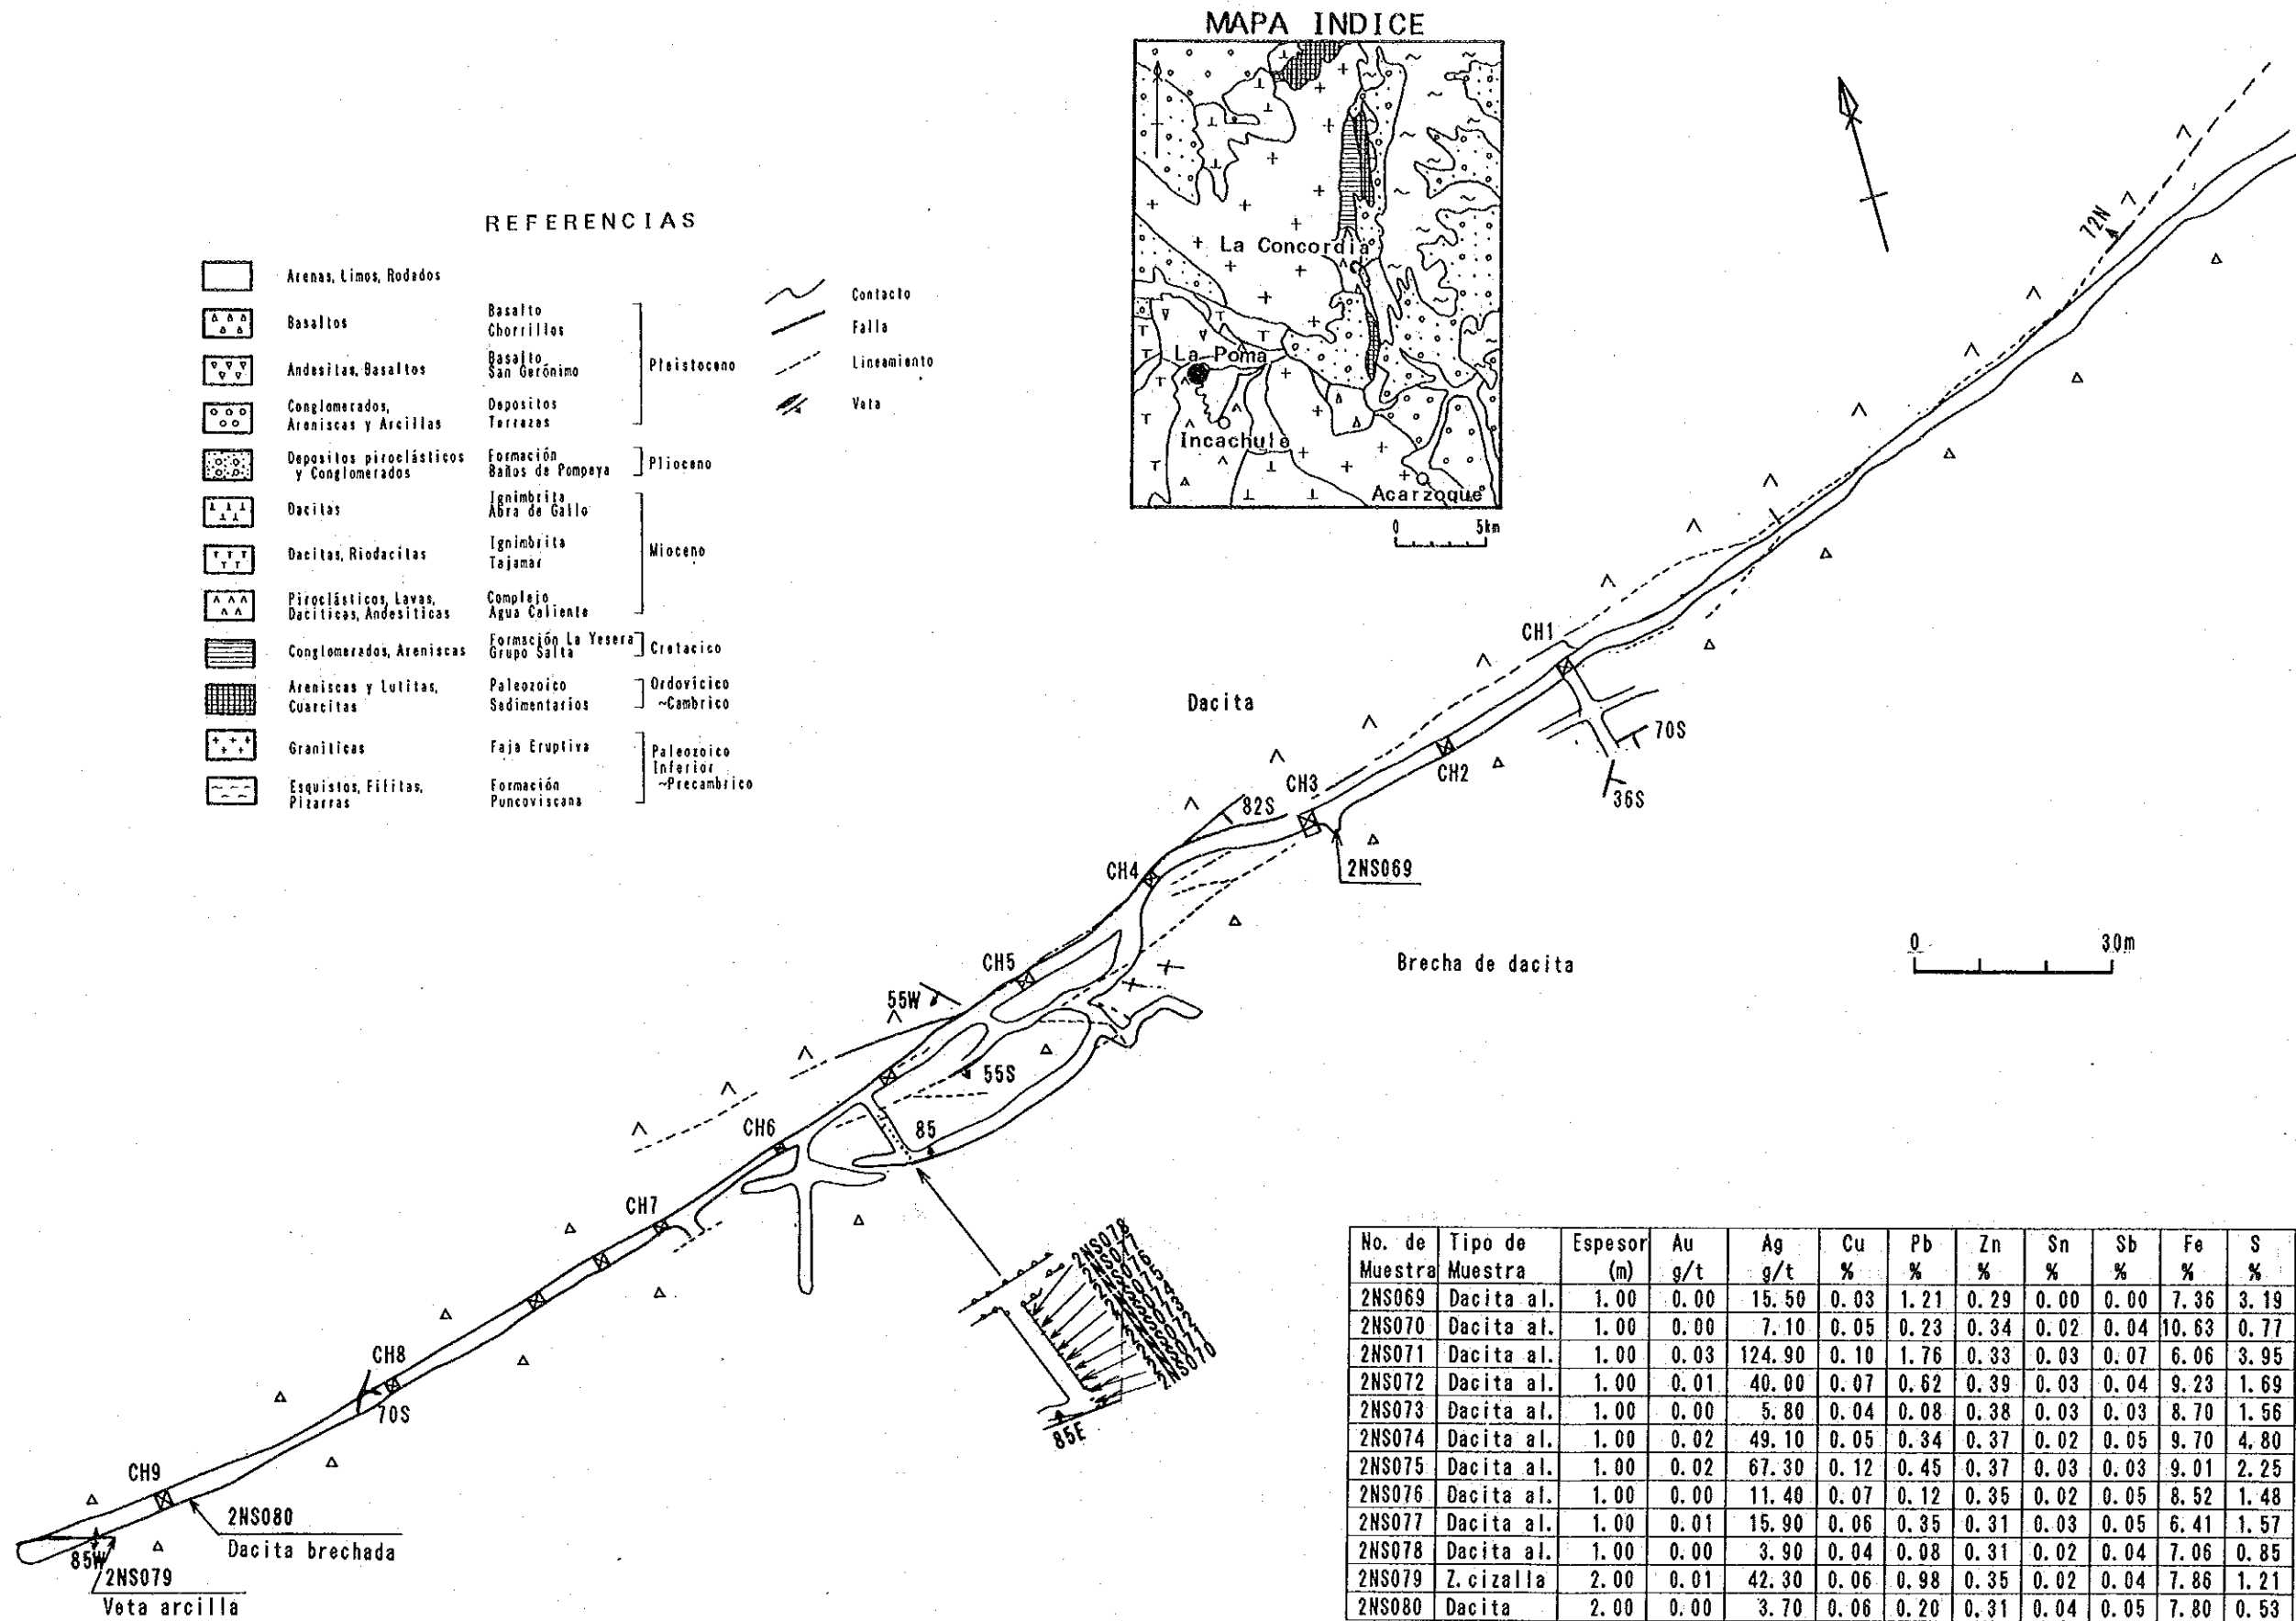 MAPA INDICE
La Concordia
La Poma
Incachule
Acarzoque
0 5km
REFERENCIAS
Arenas, Limos, Rodados
Basaltos Basalto Chorrillos
Andesitas, Basaltos Basalto San Gerónimo Pleistoceno
Conglomerados, Areniscas y Arcillas Depositos Terrazas
Depositos piroclásticos y Conglomerados Formación Baños de Pompeya Plioceno
Dacitas Ignimbrita Abra de Gallo
Dacitas, Riodacitas Ignimbrita Tajamar Mioceno
Piroclásticos, Lavas, Dacíticas, Andesíticas Complejo Agua Caliente
Conglomerados, Areniscas Formación La Yesera Grupo Salta Cretacico
Areniscas y Lutitas, Cuarcitas Paleozoico Sedimentarios Ordovícico ~Cambrico
Graníticas Faja Eruptiva Paleozoico Inferior ~Precambrico
Esquistos, Filitas, Pizarras Formación Puncoviscana
Contacto
Falla
Lineamiento
Veta
72N
CH1
Dacita
70S
CH2
36S
CH3
82S
CH4
2NS069
0 30m
Brecha de dacita
CH5
55W
55S
CH6
85
CH7
2NS078
2NS077
2NS070
85E
CH8
70S
CH9
2NS080
Dacita brechada
85W
2NS079
Veta arcilla
No. de Muestra Tipo de Muestra Espesor (m) Au g/t Ag g/t Cu % Pb % Zn % Sn % Sb % Fe % S %
2NS069 Dacita al. 1.00 0.00 15.50 0.03 1.21 0.29 0.00 0.00 7.36 3.19
2NS070 Dacita al. 1.00 0.00 7.10 0.05 0.23 0.34 0.02 0.04 10.63 0.77
2NS071 Dacita al. 1.00 0.03 124.90 0.10 1.76 0.33 0.03 0.07 6.06 3.95
2NS072 Dacita al. 1.00 0.01 40.00 0.07 0.62 0.39 0.03 0.04 9.23 1.69
2NS073 Dacita al. 1.00 0.00 5.80 0.04 0.08 0.38 0.03 0.03 8.70 1.56
2NS074 Dacita al. 1.00 0.02 49.10 0.05 0.34 0.37 0.02 0.05 9.70 4.80
2NS075 Dacita al. 1.00 0.02 67.30 0.12 0.45 0.37 0.03 0.03 9.01 2.25
2NS076 Dacita al. 1.00 0.00 11.40 0.07 0.12 0.35 0.02 0.05 8.52 1.48
2NS077 Dacita al. 1.00 0.01 15.90 0.06 0.35 0.31 0.03 0.05 6.41 1.57
2NS078 Dacita al. 1.00 0.00 3.90 0.04 0.08 0.31 0.02 0.04 7.06 0.85
2NS079 Z. cizalla 2.00 0.01 42.30 0.06 0.98 0.35 0.02 0.04 7.86 1.21
2NS080 Dacita 2.00 0.00 3.70 0.06 0.20 0.31 0.04 0.05 7.80 0.53